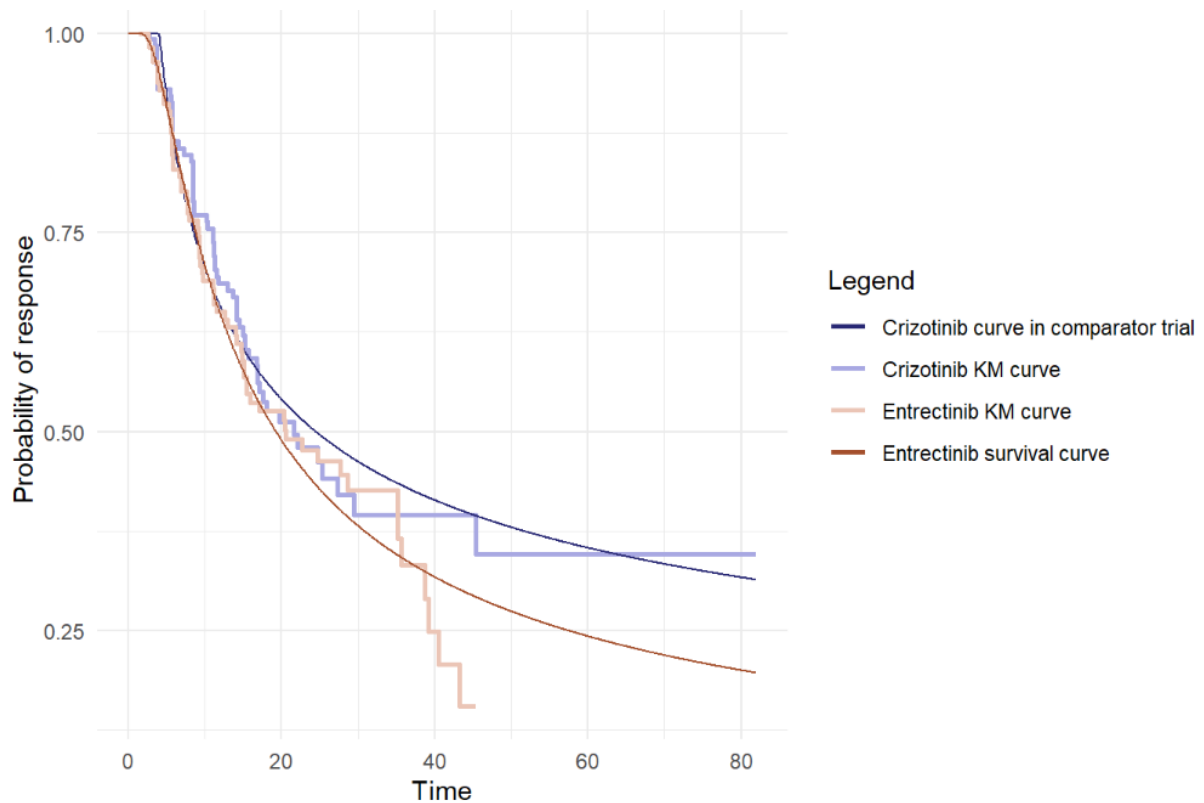 1.00
0.75
0.50
0.25
Probability of response
0 20 40 60 80
Time
Legend
Crizotinib curve in comparator trial
Crizotinib KM curve
Entrectinib KM curve
Entrectinib survival curve